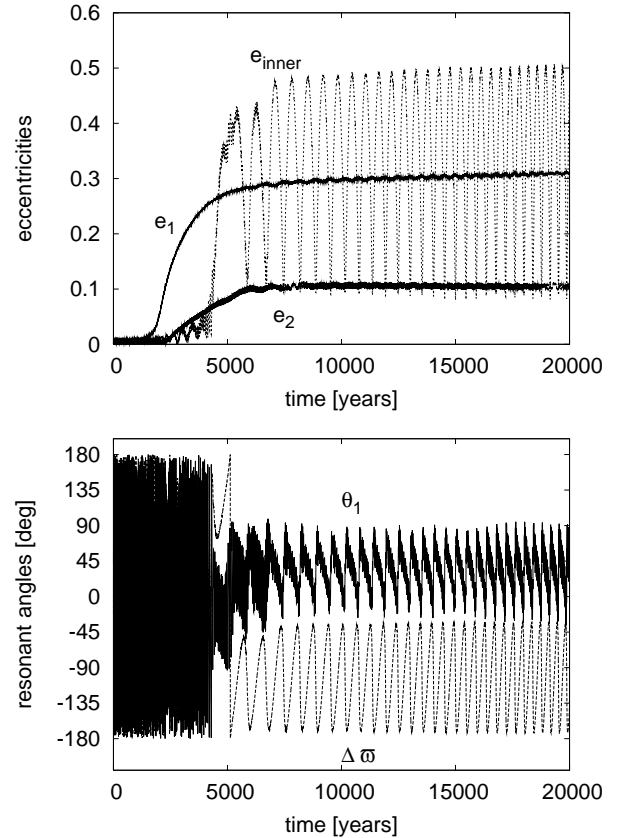 0.6
0.5
0.4
0.3
0.2
0.1
0
eccentricities
e_inner
e_1
e_2
0 5000 10000 15000 20000
time [years]
180
135
90
45
0
-45
-90
-135
-180
resonant angles [deg]
θ_1
Δ ϖ
0 5000 10000 15000 20000
time [years]